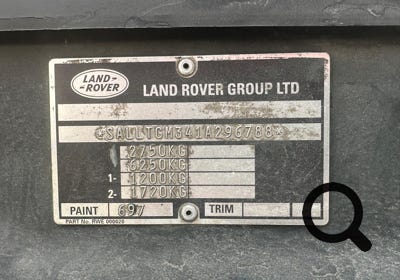 LAND-
ROVER
LAND ROVER GROUP LTD
*SALLTGM341A296788*
2750KG
6250KG
1- 1200KG
2- 1720KG
PAINT 697 TRIM
PART No. RWE 000020